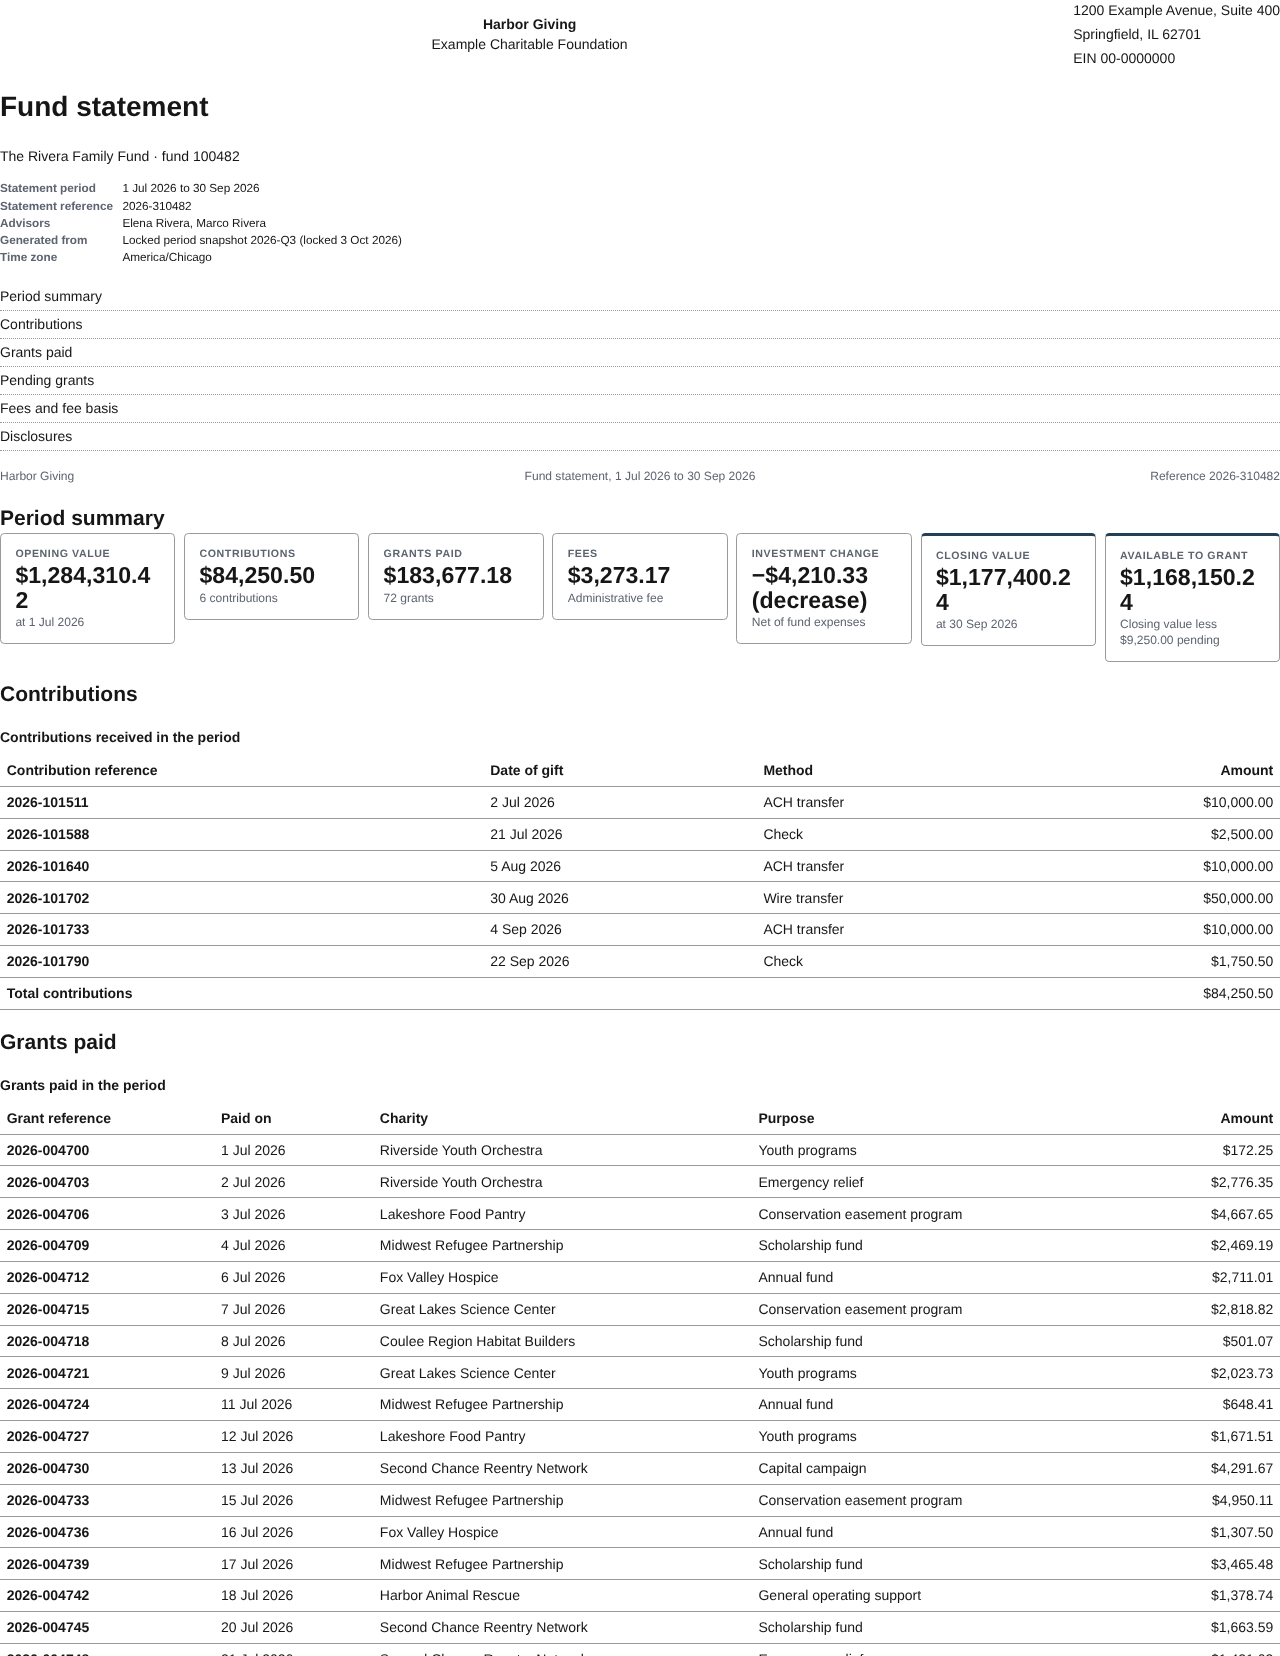 Harbor Giving
Example Charitable Foundation
1200 Example Avenue, Suite 400
Springfield, IL 62701
EIN 00-0000000
Fund statement
The Rivera Family Fund · fund 100482
Statement period 1 Jul 2026 to 30 Sep 2026
Statement reference 2026-310482
Advisors Elena Rivera, Marco Rivera
Generated from Locked period snapshot 2026-Q3 (locked 3 Oct 2026)
Time zone America/Chicago
Period summary
Contributions
Grants paid
Pending grants
Fees and fee basis
Disclosures
Harbor Giving Fund statement, 1 Jul 2026 to 30 Sep 2026 Reference 2026-310482
Period summary
OPENING VALUE
$1,284,310.4
2
at 1 Jul 2026
CONTRIBUTIONS
$84,250.50
6 contributions
GRANTS PAID
$183,677.18
72 grants
FEES
$3,273.17
Administrative fee
INVESTMENT CHANGE
−$4,210.33
(decrease)
Net of fund expenses
CLOSING VALUE
$1,177,400.2
4
at 30 Sep 2026
AVAILABLE TO GRANT
$1,168,150.2
4
Closing value less
$9,250.00 pending
Contributions
Contributions received in the period
Contribution reference Date of gift Method Amount
2026-101511 2 Jul 2026 ACH transfer $10,000.00
2026-101588 21 Jul 2026 Check $2,500.00
2026-101640 5 Aug 2026 ACH transfer $10,000.00
2026-101702 30 Aug 2026 Wire transfer $50,000.00
2026-101733 4 Sep 2026 ACH transfer $10,000.00
2026-101790 22 Sep 2026 Check $1,750.50
Total contributions $84,250.50
Grants paid
Grants paid in the period
Grant reference Paid on Charity Purpose Amount
2026-004700 1 Jul 2026 Riverside Youth Orchestra Youth programs $172.25
2026-004703 2 Jul 2026 Riverside Youth Orchestra Emergency relief $2,776.35
2026-004706 3 Jul 2026 Lakeshore Food Pantry Conservation easement program $4,667.65
2026-004709 4 Jul 2026 Midwest Refugee Partnership Scholarship fund $2,469.19
2026-004712 6 Jul 2026 Fox Valley Hospice Annual fund $2,711.01
2026-004715 7 Jul 2026 Great Lakes Science Center Conservation easement program $2,818.82
2026-004718 8 Jul 2026 Coulee Region Habitat Builders Scholarship fund $501.07
2026-004721 9 Jul 2026 Great Lakes Science Center Youth programs $2,023.73
2026-004724 11 Jul 2026 Midwest Refugee Partnership Annual fund $648.41
2026-004727 12 Jul 2026 Lakeshore Food Pantry Youth programs $1,671.51
2026-004730 13 Jul 2026 Second Chance Reentry Network Capital campaign $4,291.67
2026-004733 15 Jul 2026 Midwest Refugee Partnership Conservation easement program $4,950.11
2026-004736 16 Jul 2026 Fox Valley Hospice Annual fund $1,307.50
2026-004739 17 Jul 2026 Midwest Refugee Partnership Scholarship fund $3,465.48
2026-004742 18 Jul 2026 Harbor Animal Rescue General operating support $1,378.74
2026-004745 20 Jul 2026 Second Chance Reentry Network Scholarship fund $1,663.59